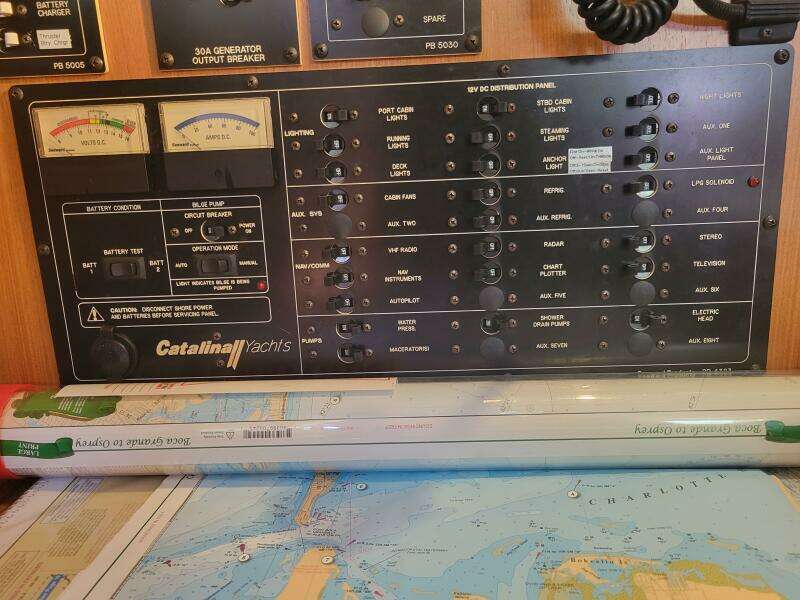 BATTERY
CHARGER
Thruster
Btry Chrgr
PB 5005
30A GENERATOR
OUTPUT BREAKER
SPARE
PB 5030
12V DC DISTRIBUTION PANEL
VOLTS D.C.
AMPS D.C.
BATTERY CONDITION
BATTERY TEST
BATT
1
BATT
2
BILGE PUMP
CIRCUIT BREAKER
OFF
POWER
ON
OPERATION MODE
AUTO
MANUAL
LIGHT INDICATES BILGE IS BEING
PUMPED
CAUTION: DISCONNECT SHORE POWER
AND BATTERIES BEFORE SERVICING PANEL.
Catalina Yachts
LIGHTING
PORT CABIN
LIGHTS
STBD CABIN
LIGHTS
NIGHT LIGHTS
RUNNING
LIGHTS
STEAMING
LIGHTS
AUX. ONE
DECK
LIGHTS
ANCHOR
LIGHT
AUX. LIGHT
PANEL
AUX. SYS
CABIN FANS
REFRIG.
LPG SOLENOID
AUX. TWO
AUX. REFRIG.
AUX. FOUR
NAV/COMM
VHF RADIO
RADAR
STEREO
NAV
INSTRUMENTS
CHART
PLOTTER
TELEVISION
AUTOPILOT
AUX. FIVE
AUX. SIX
PUMPS
WATER
PRESS.
SHOWER
DRAIN PUMPS
ELECTRIC
HEAD
MACERATOR(S)
AUX. SEVEN
AUX. EIGHT
LARGE
PRINT
Boca Grande to Osprey
Boca Grande to Osprey
CHARLOTTE
Bokeelia Is